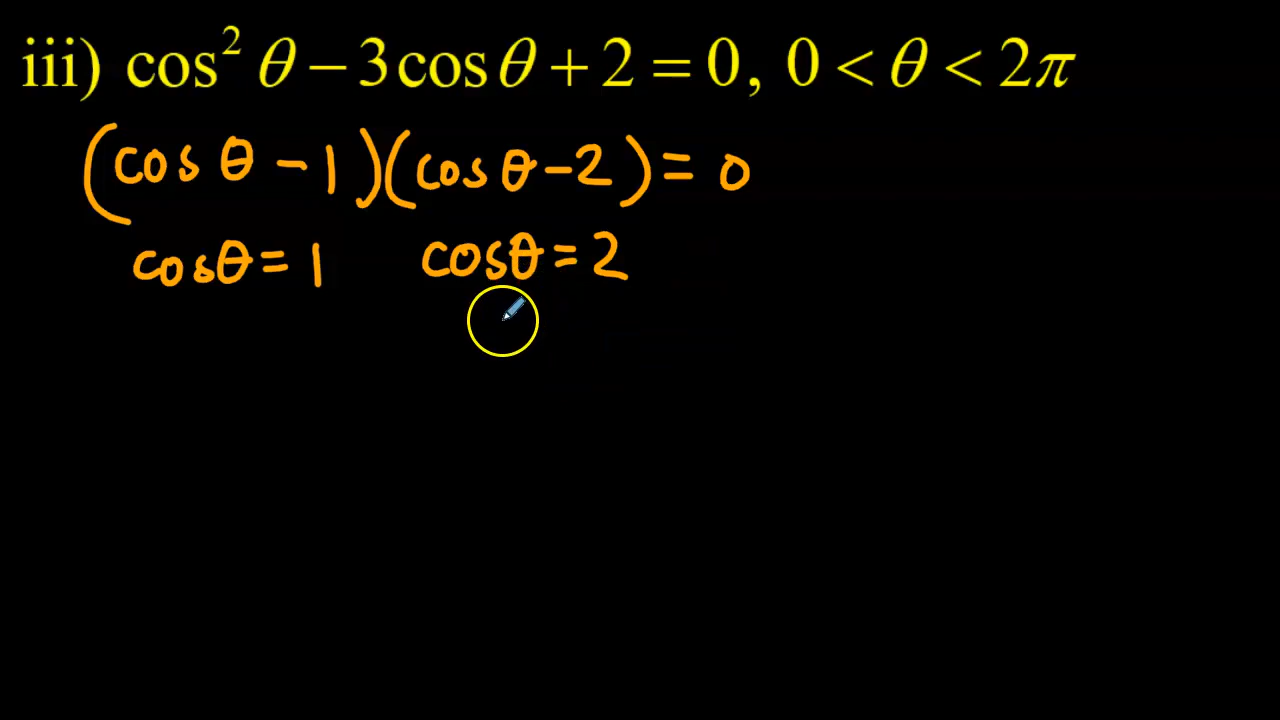 iii) cos² θ − 3cos θ + 2 = 0, 0 < θ < 2π
(cos θ − 1)(cos θ − 2) = 0
cosθ = 1 cosθ = 2